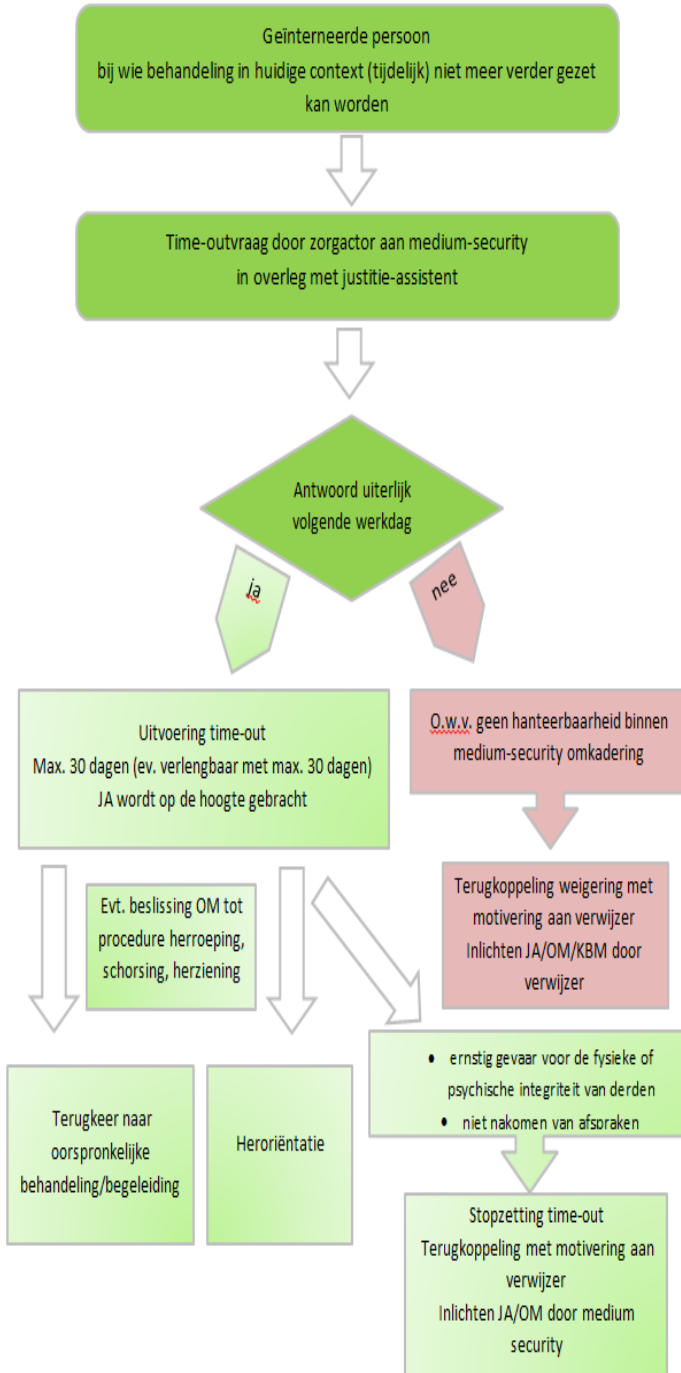 Geïnterneerde persoon
bij wie behandeling in huidige context (tijdelijk) niet meer verder gezet
kan worden
Time-outvraag door zorgactor aan medium-security
in overleg met justitie-assistent
Antwoord uiterlijk
volgende werkdag
ja
nee
Uitvoering time-out
Max. 30 dagen (ev. verlengbaar met max. 30 dagen)
JA wordt op de hoogte gebracht
O.w.v. geen hanteerbaarheid binnen
medium-security omkadering
Evt. beslissing OM tot
procedure herroeping,
schorsing, herziening
Terugkoppeling weigering met
motivering aan verwijzer
Inlichten JA/OM/KBM door
verwijzer
Terugkeer naar
oorspronkelijke
behandeling/begeleiding
Heroriëntatie
• ernstig gevaar voor de fysieke of
psychische integriteit van derden
• niet nakomen van afspraken
Stopzetting time-out
Terugkoppeling met motivering aan
verwijzer
Inlichten JA/OM door medium
security